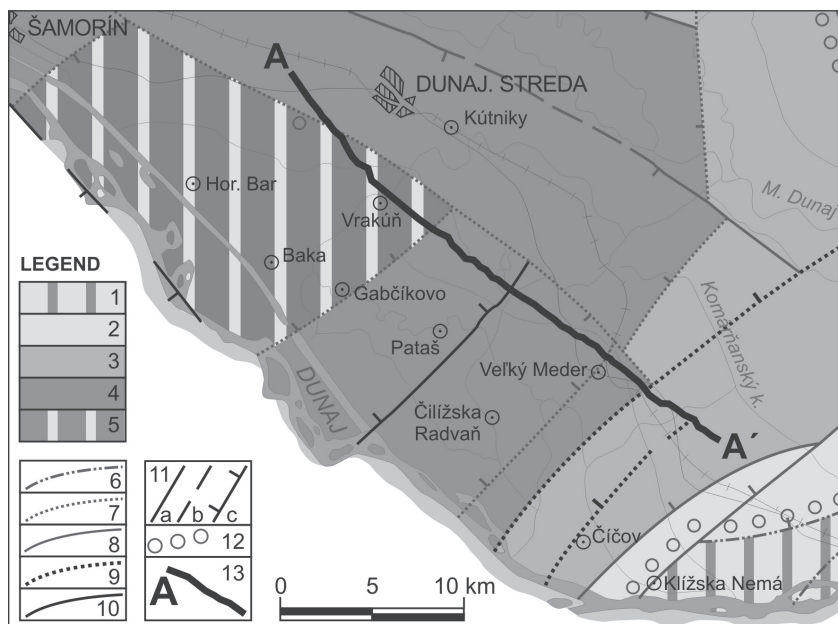 ŠAMORÍN
A
DUNAJ. STREDA
Kútniky
M. Dunaj
Hor. Bar
Vrakúň
Baka
Gabčíkovo
Komárňanský k.
LEGEND
1
2
3
4
5
Pataš
Veľký Meder
DUNAJ
Čilížska
Radvaň
A´
6
7
8
9
10
11
a b c
12
13
A
Číčov
Klížska Nemá
0 5 10 km